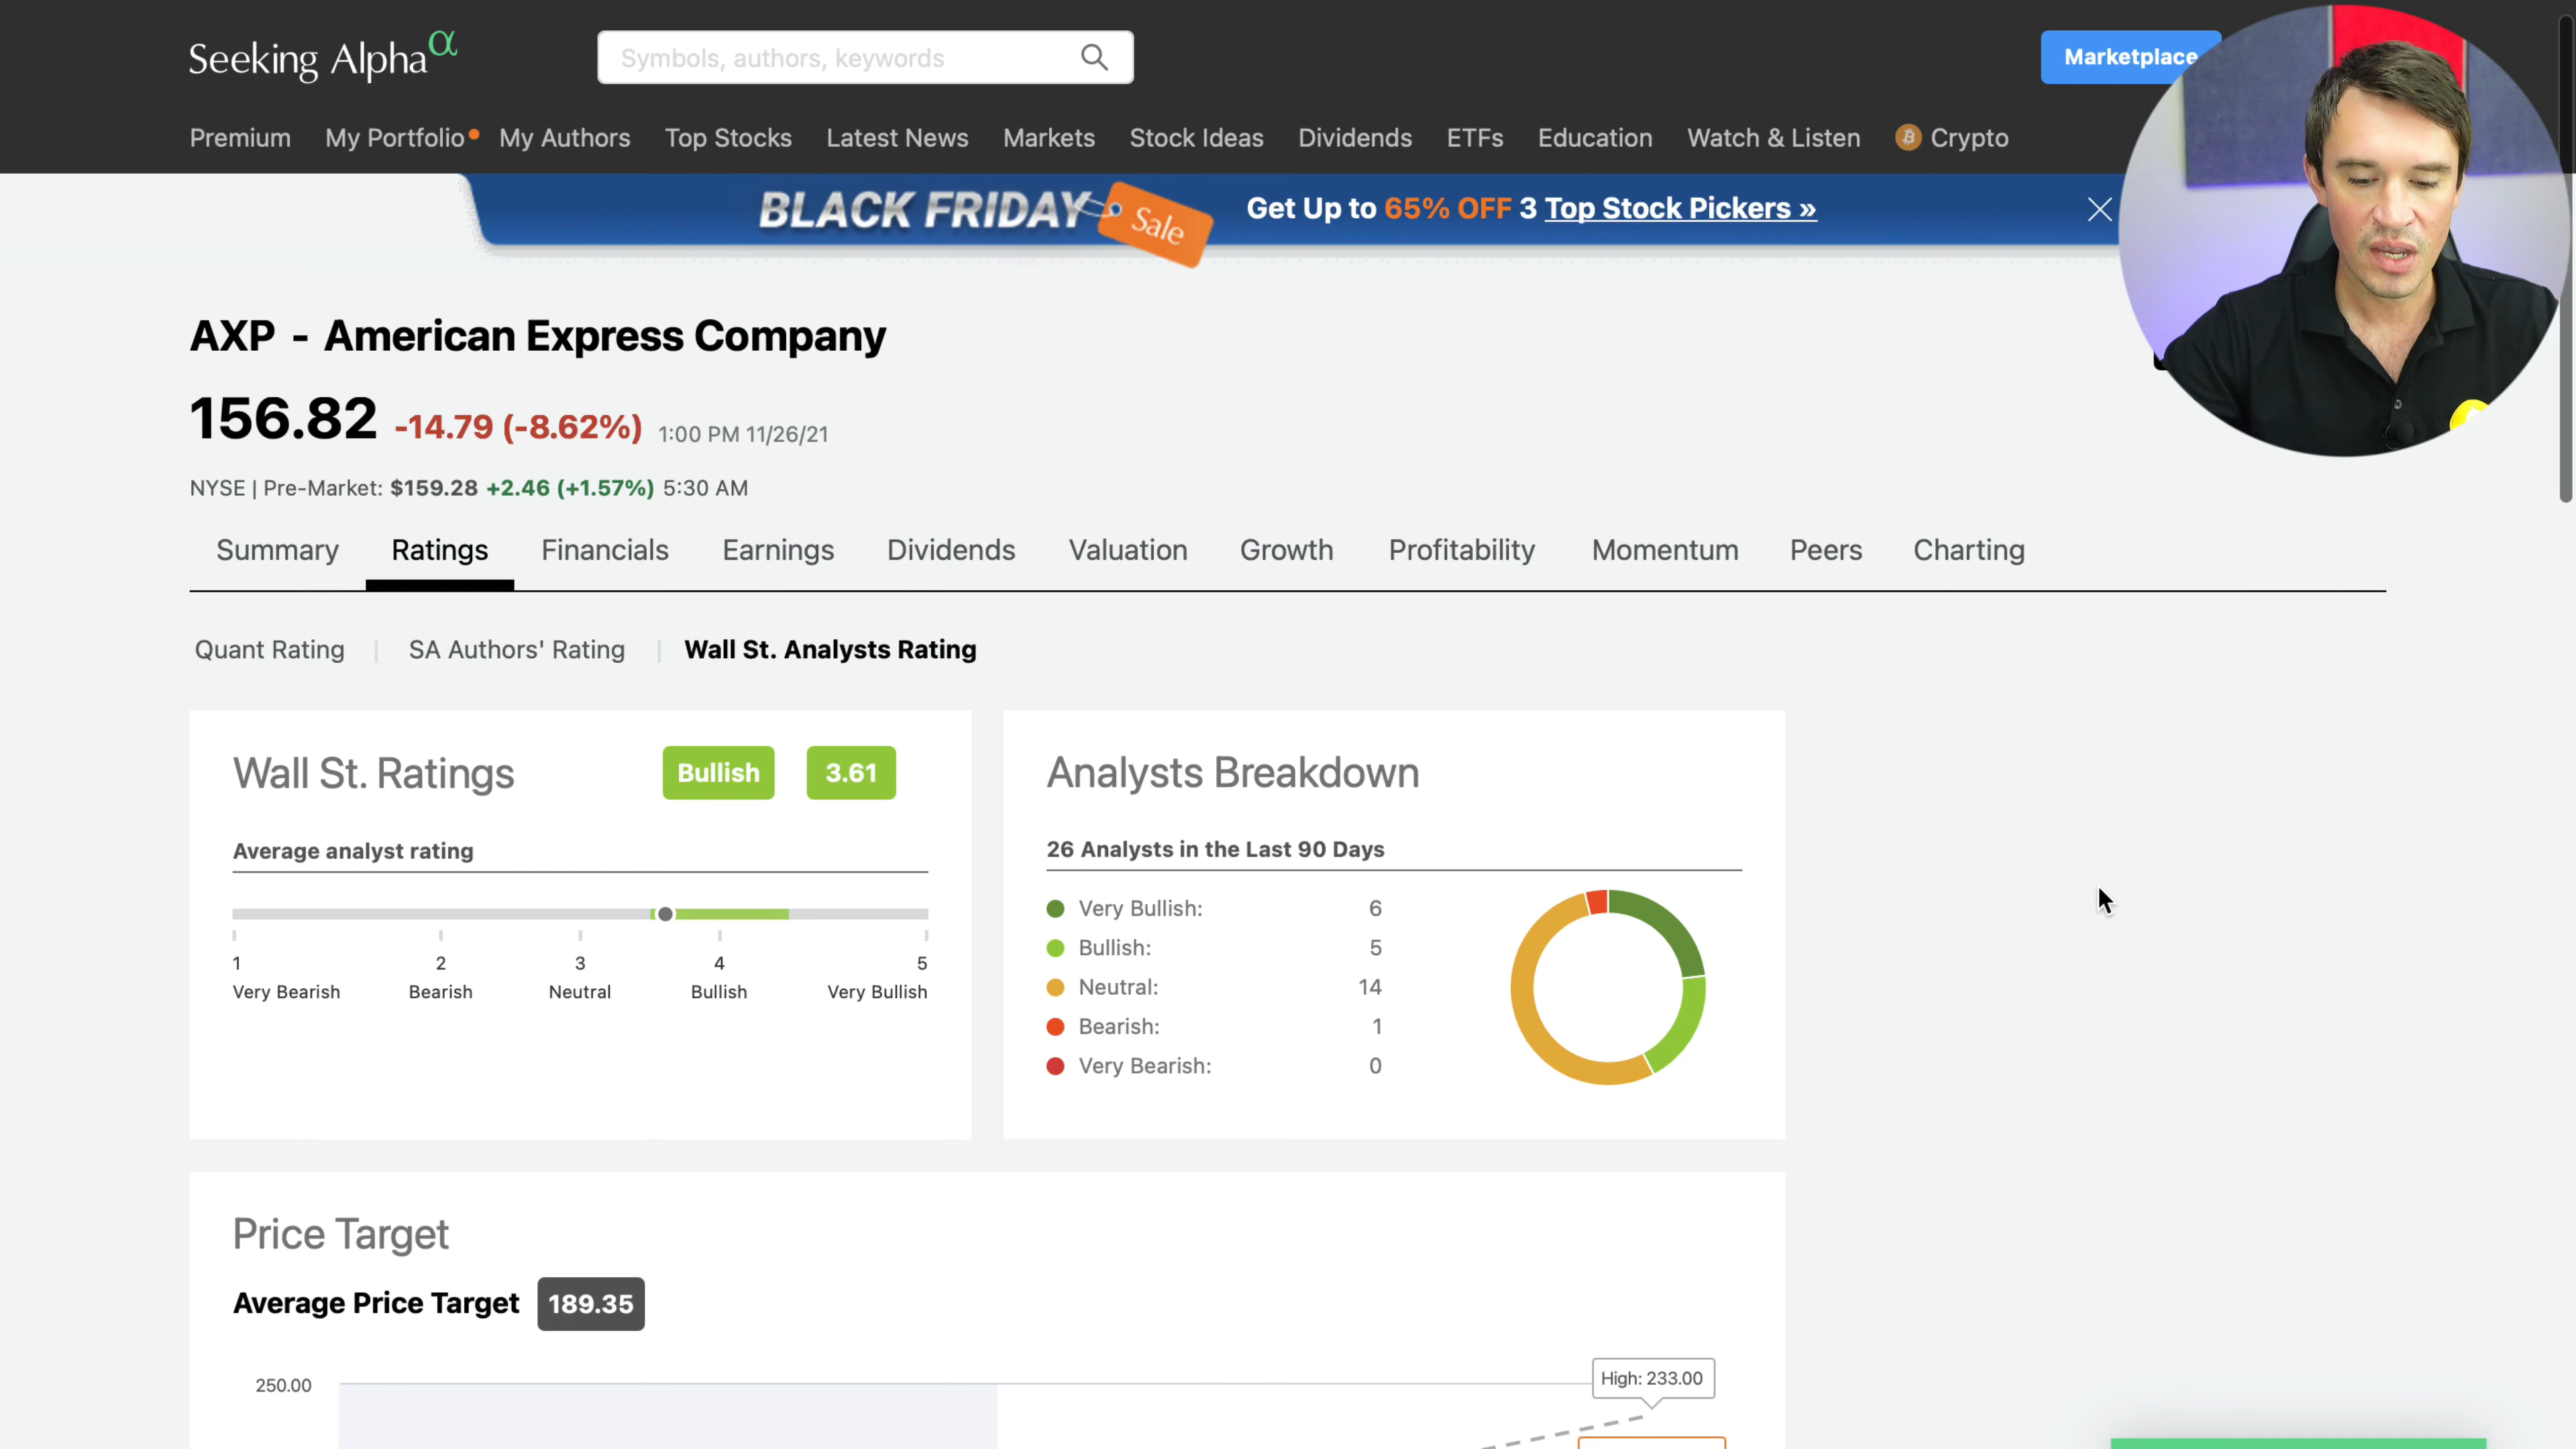 Seeking Alpha α
Symbols, authors, keywords
Marketplace
Premium My Portfolio My Authors Top Stocks Latest News Markets Stock Ideas Dividends ETFs Education Watch & Listen Crypto
BLACK FRIDAY Sale Get Up to 65% OFF 3 Top Stock Pickers »
AXP - American Express Company
156.82 -14.79 (-8.62%) 1:00 PM 11/26/21
NYSE | Pre-Market: $159.28 +2.46 (+1.57%) 5:30 AM
Summary Ratings Financials Earnings Dividends Valuation Growth Profitability Momentum Peers Charting
Quant Rating | SA Authors' Rating | Wall St. Analysts Rating
Wall St. Ratings Bullish 3.61
Average analyst rating
1 2 3 4 5
Very Bearish Bearish Neutral Bullish Very Bullish
Analysts Breakdown
26 Analysts in the Last 90 Days
Very Bullish: 6
Bullish: 5
Neutral: 14
Bearish: 1
Very Bearish: 0
Price Target
Average Price Target 189.35
High: 233.00
250.00